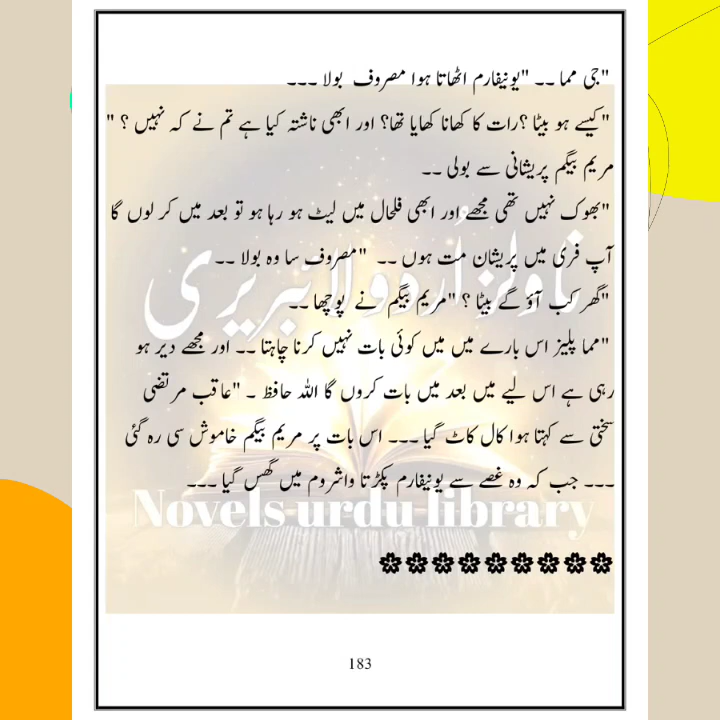 "جی مما ۔۔ "یونیفارم اٹھاتا ہوا مصروف بولا ۔۔۔
"کیسے ہو بیٹا ؟رات کا کھانا کھایا تھا؟ اور ابھی ناشتہ کیا ہے تم نے کہ نہیں ؟ "
مریم بیگم پریشانی سے بولی ۔۔
"بھوک نہیں تھی مجھے اور ابھی فلحال میں لیٹ ہو رہا ہو تو بعد میں کر لوں گا
آپ فری میں پریشان مت ہوں ۔۔ "مصروف سا وہ بولا ۔۔
"گھر کب آؤ گے بیٹا ؟ "مریم بیگم نے پوچھا ۔۔
"مما پلیز اس بارے میں میں کوئی بات نہیں کرنا چاہتا ۔۔ اور مجھے دیر ہو
رہی ہے اس لیے میں بعد میں بات کروں گا اللہ حافظ ۔ "عاقب مرتضی
سختی سے کہتا ہوا کال کاٹ گیا ۔۔۔ اس بات پر مریم بیگم خاموش سی رہ گئی
۔۔۔ جب کہ وہ غصے سے یونیفارم پکڑتا واشروم میں گھس گیا ۔۔۔
ناولز اُردو لائبریری
Novels urdu library
183